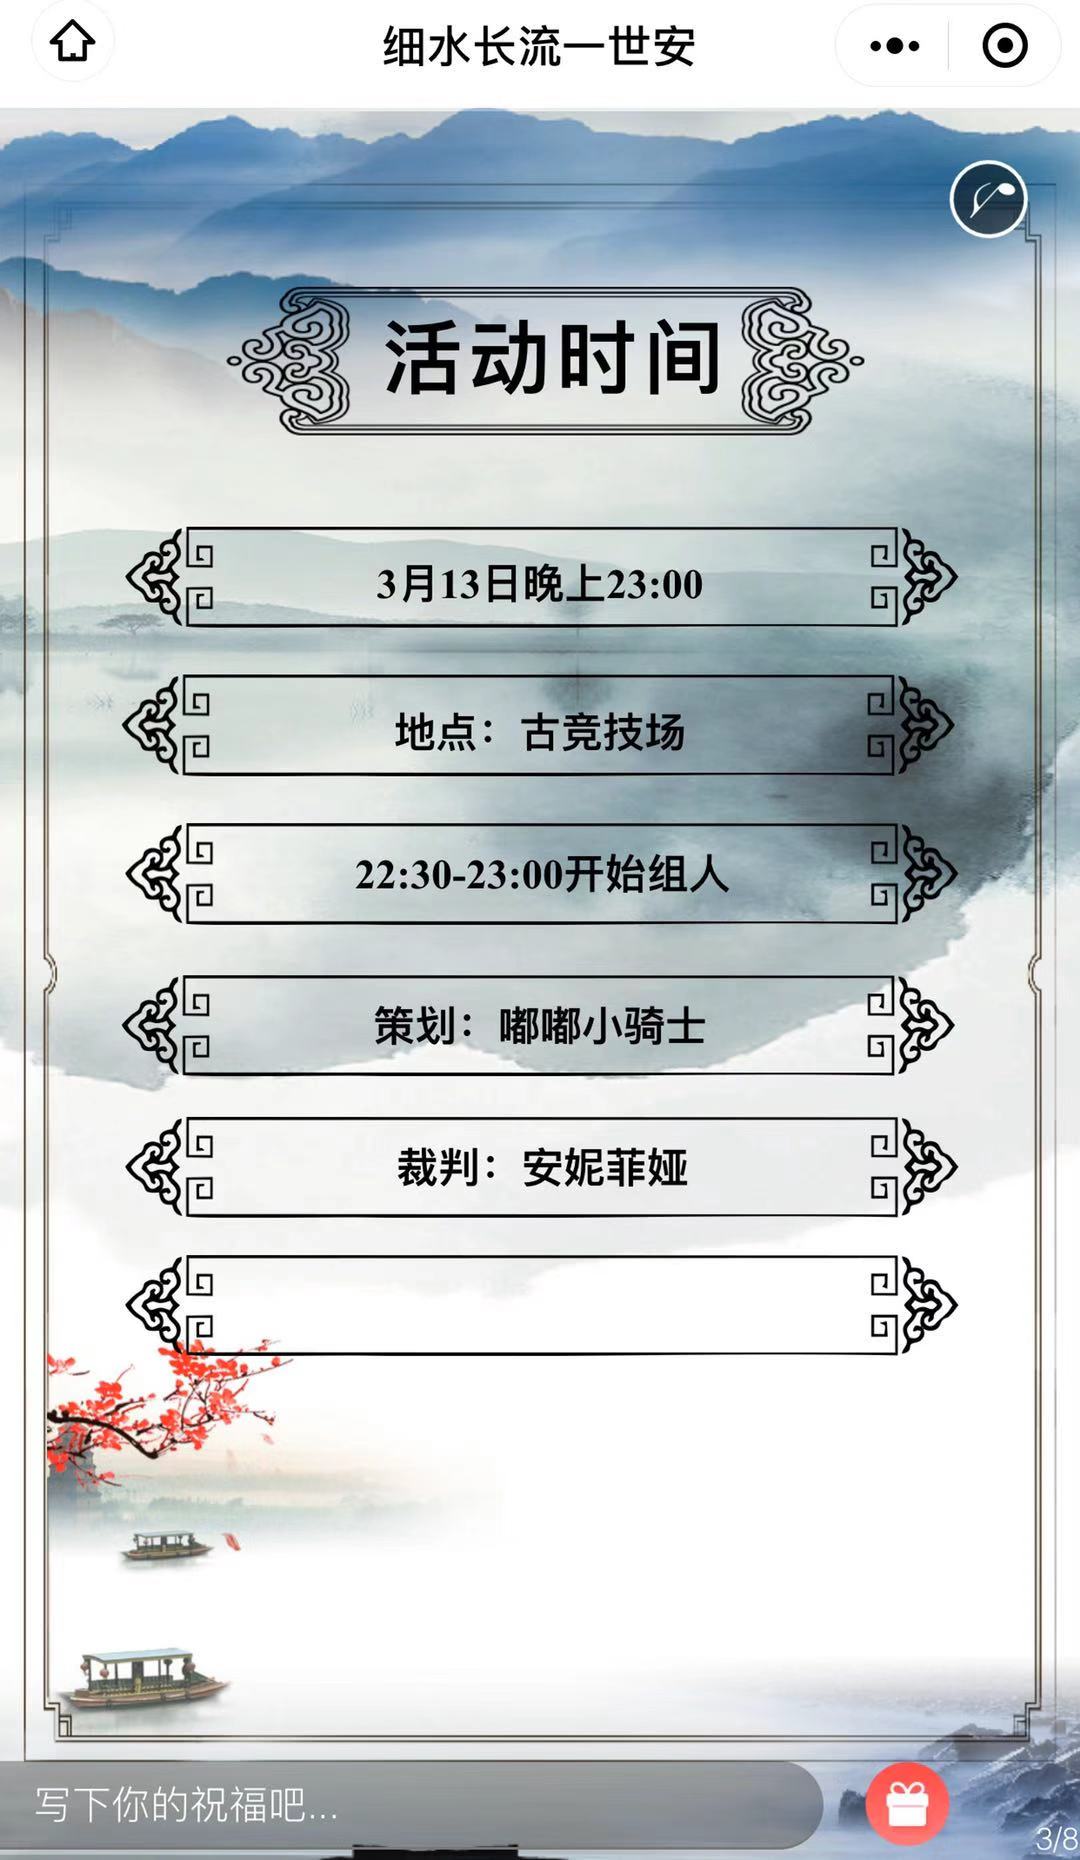 细水长流一世安
活动时间
3月13日晚上23:00
地点：古竞技场
22:30-23:00开始组人
策划：嘟嘟小骑士
裁判：安妮菲娅
写下你的祝福吧...
3/8